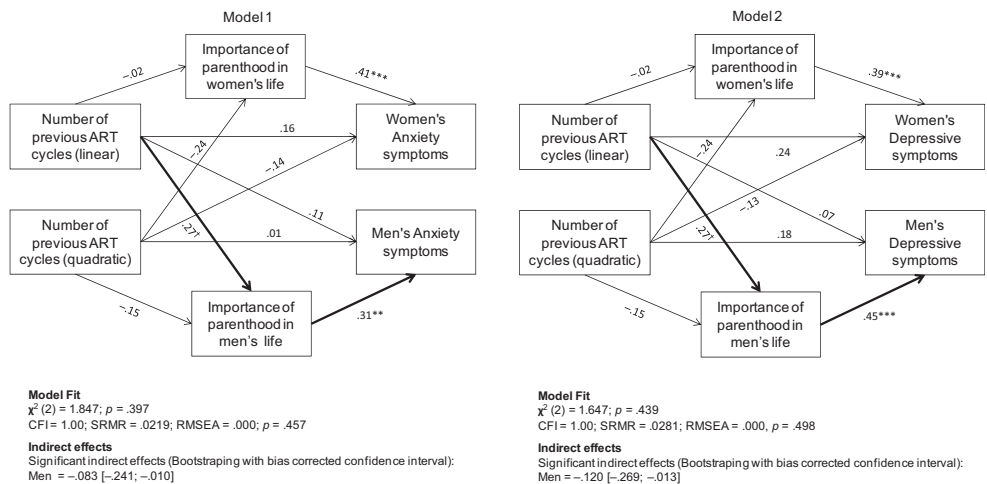 Model 1
Importance of
parenthood in
women's life
–.02
.41***
Number of
previous ART
cycles (linear)
.16
Women's
Anxiety
symptoms
–.24
–.14
.27†
.11
Number of
previous ART
cycles (quadratic)
.01
Men's Anxiety
symptoms
–.15
Importance of
parenthood in
men's life
.31**
Model Fit
χ² (2) = 1.847; p = .397
CFI = 1.00; SRMR = .0219; RMSEA = .000; p = .457
Indirect effects
Significant indirect effects (Bootstraping with bias corrected confidence interval):
Men = –.083 [–.241; –.010]
Model 2
Importance of
parenthood in
women's life
–.02
.39***
Number of
previous ART
cycles (linear)
.24
Women's
Depressive
symptoms
–.24
–.13
.27†
.07
Number of
previous ART
cycles (quadratic)
.18
Men's
Depressive
symptoms
–.15
Importance of
parenthood in
men's life
.45***
Model Fit
χ² (2) = 1.647; p = .439
CFI = 1.00; SRMR = .0281; RMSEA = .000, p = .498
Indirect effects
Significant indirect effects (Bootstraping with bias corrected confidence interval):
Men = –.120 [–.269; –.013]